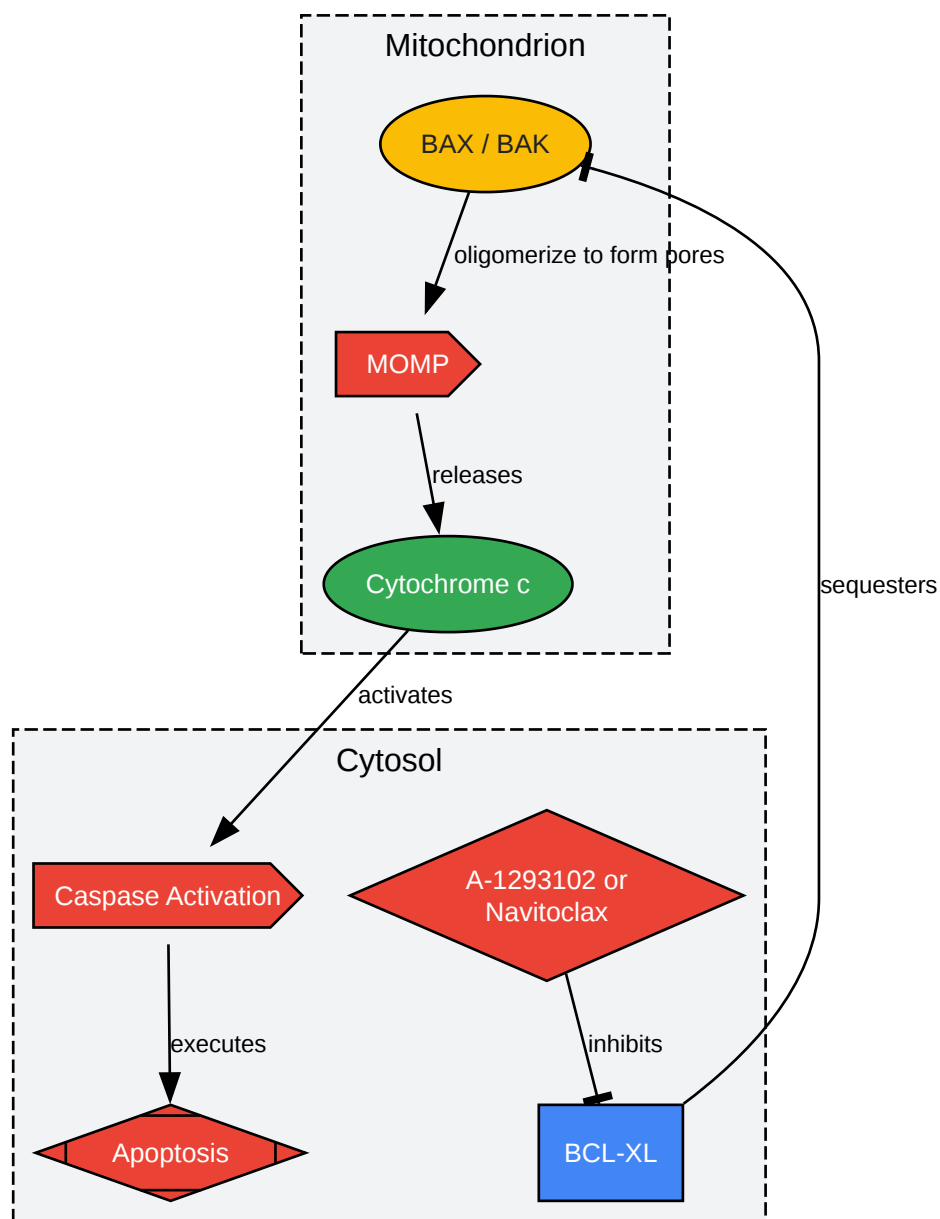 Mitochondrion
BAX / BAK
oligomerize to form pores
MOMP
releases
Cytochrome c
sequesters
activates
Cytosol
Caspase Activation
A-1293102 or
Navitoclax
executes
inhibits
Apoptosis
BCL-XL